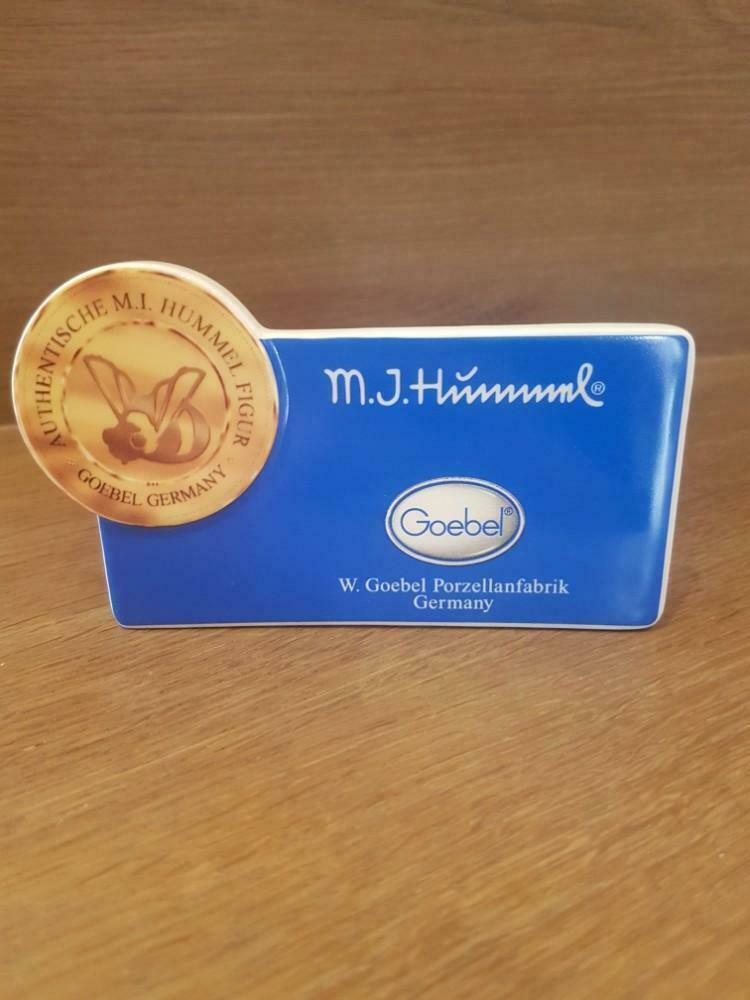 AUTHENTISCHE M.I. HUMMEL FIGUR
GOEBEL GERMANY
M.J.Hummel®
Goebel®
W. Goebel Porzellanfabrik
Germany